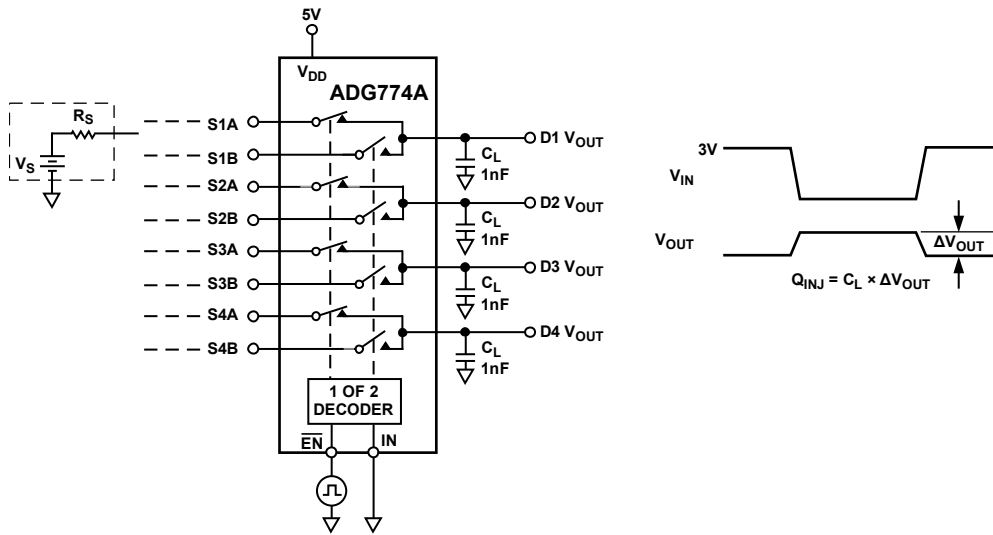 5V
VDD
ADG774A
RS
VS
S1A
S1B
S2A
S2B
S3A
S3B
S4A
S4B
D1 VOUT
CL
1nF
D2 VOUT
CL
1nF
D3 VOUT
CL
1nF
D4 VOUT
CL
1nF
1 OF 2
DECODER
EN
IN
3V
VIN
VOUT
ΔVOUT
QINJ = CL × ΔVOUT